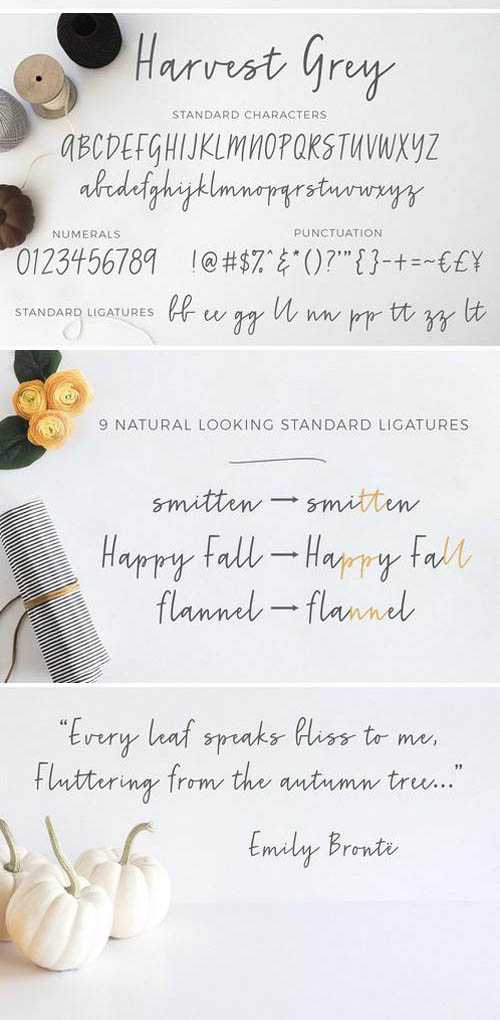 Harvest Grey
STANDARD CHARACTERS
ABCDEFGHIJKLMNOPQRSTUVWXYZ
abcdefghijklmnopqrstuvwxyz
NUMERALS
0123456789
PUNCTUATION
!@#$%^&*()?'"{}-+=~€£¥
STANDARD LIGATURES
bb ee gg ll nn pp tt zz lt
9 NATURAL LOOKING STANDARD LIGATURES
smitten → smitten
Happy Fall → Happy Fall
flannel → flannel
“Every leaf speaks bliss to me,
Fluttering from the autumn tree...”
Emily Brontë